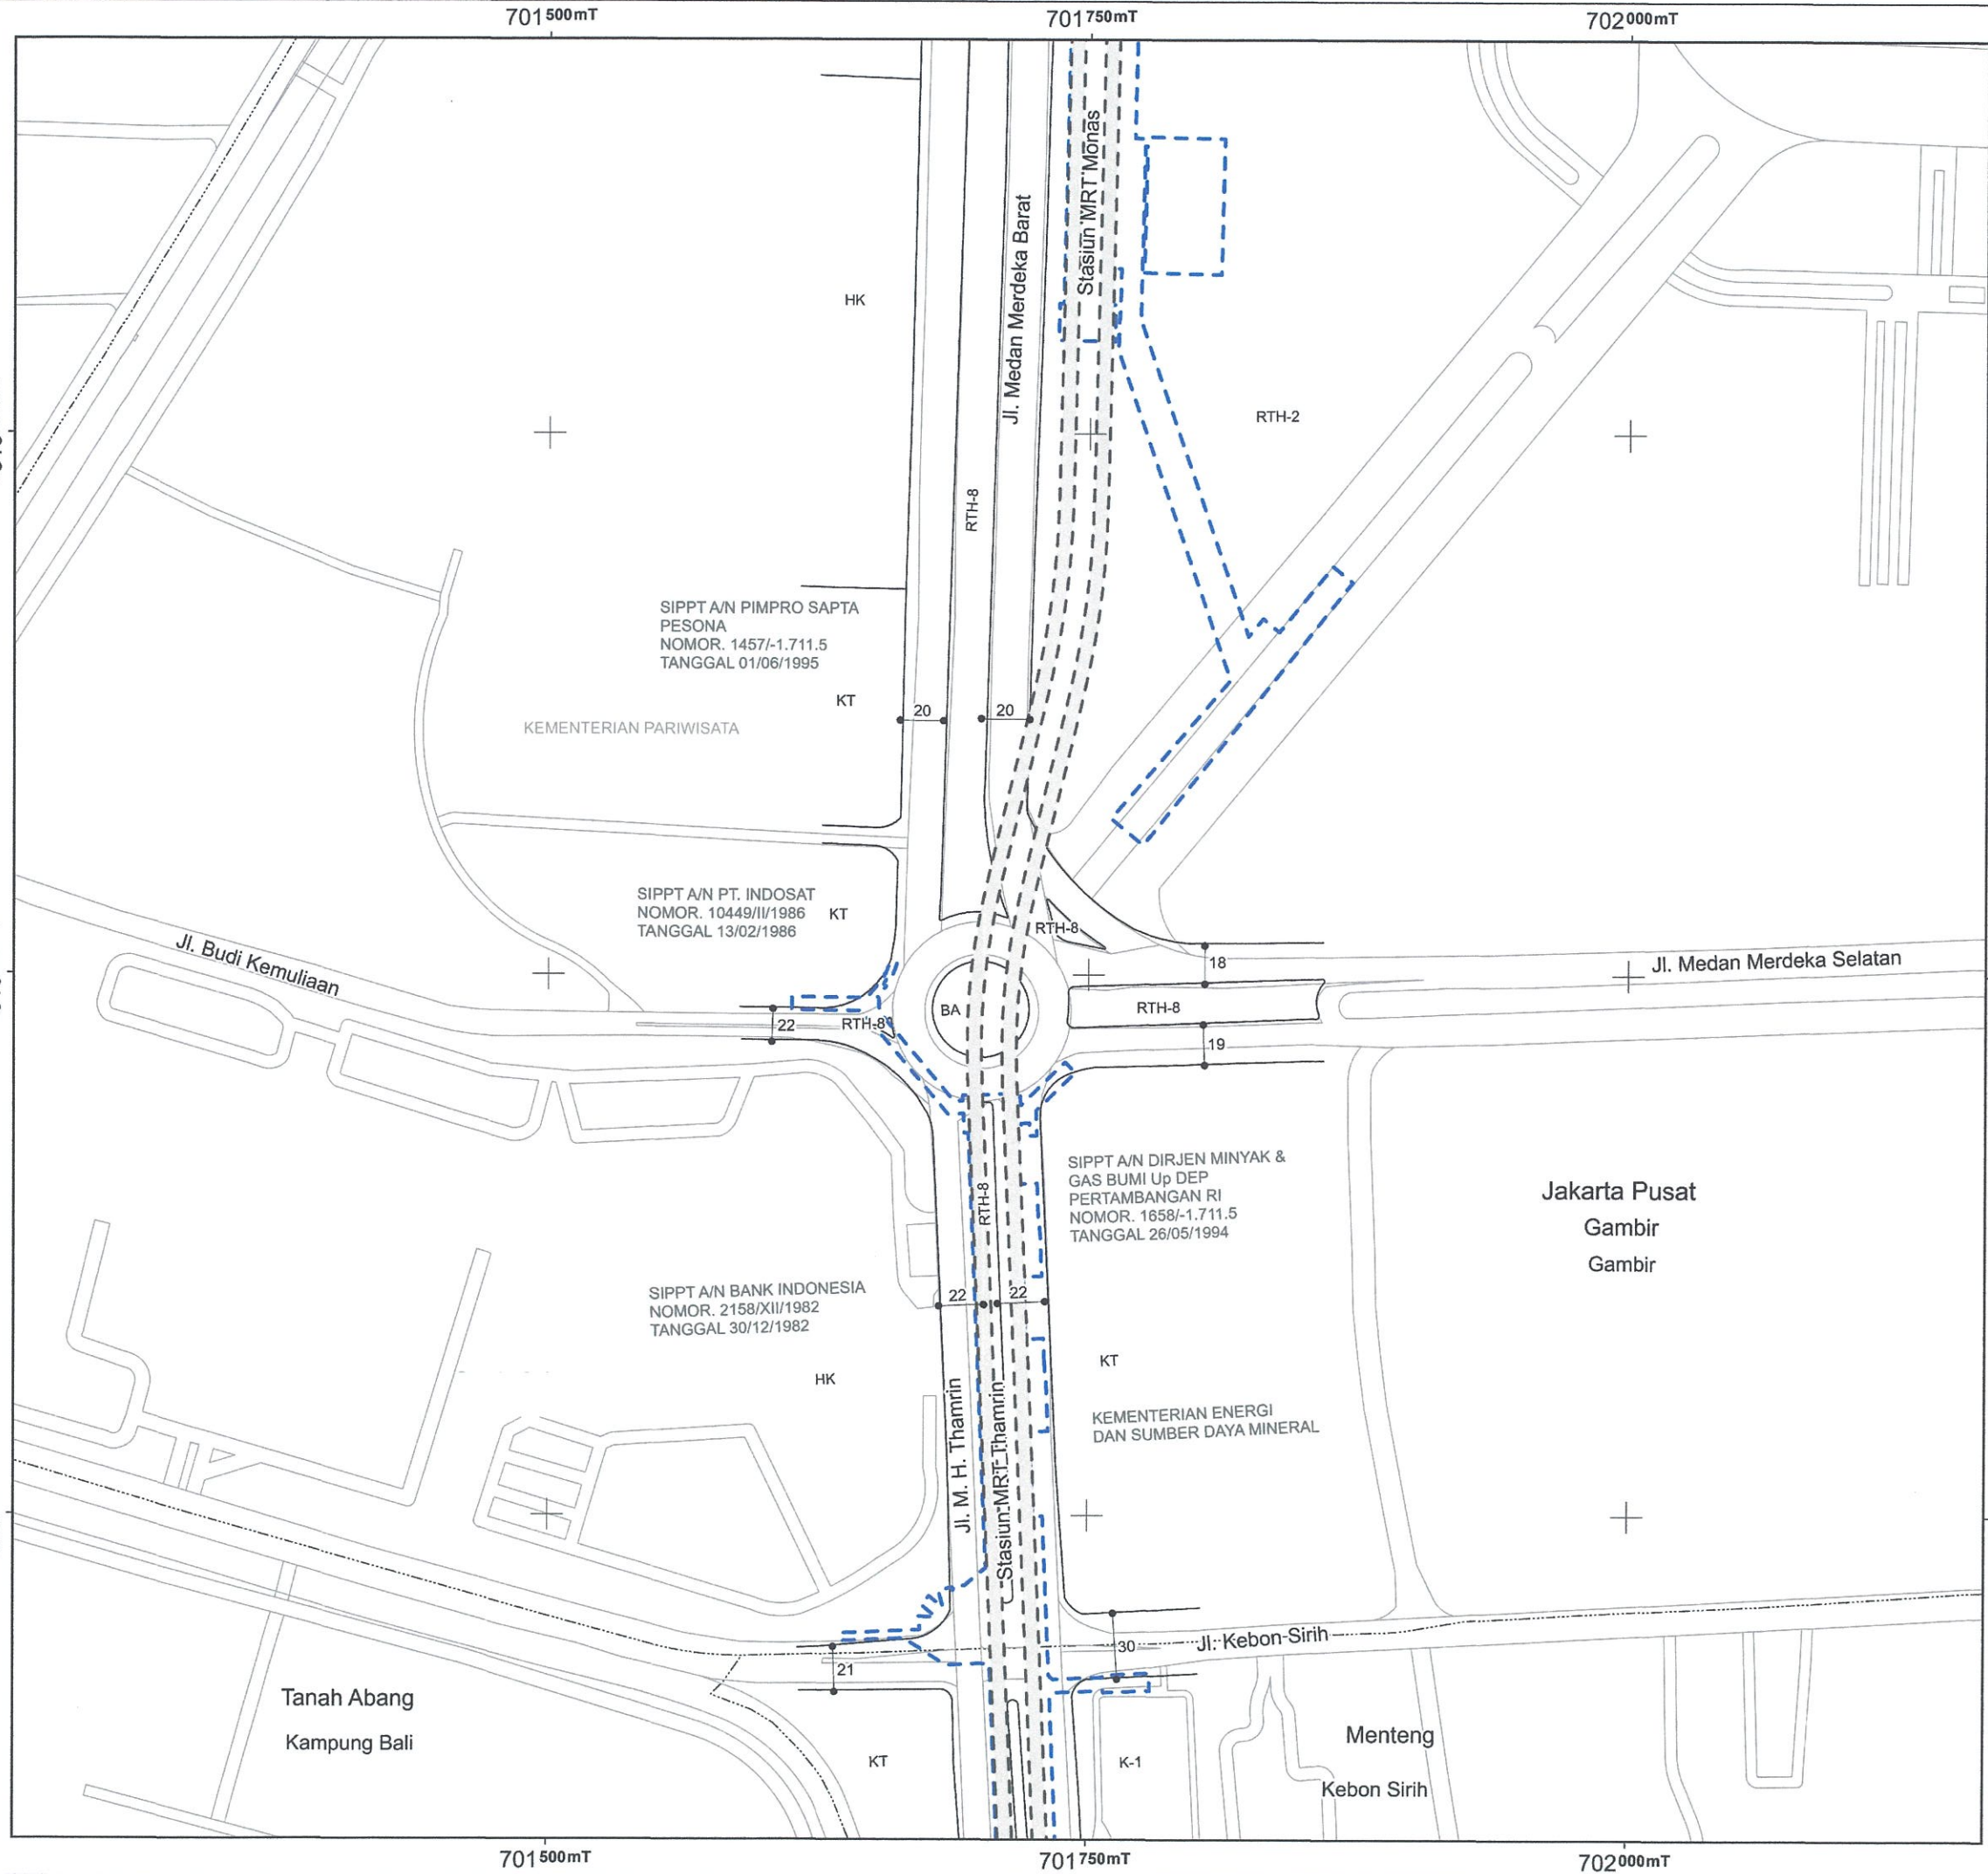 701500mT
701750mT
702000mT
Stasiun MRT Monas
Jl. Medan Merdeka Barat
HK
RTH-2
RTH-8
SIPPT A/N PIMPRO SAPTA
PESONA
NOMOR. 1457/-1.711.5
TANGGAL 01/06/1995
KT
20
20
KEMENTERIAN PARIWISATA
SIPPT A/N PT. INDOSAT
NOMOR. 10449/II/1986
TANGGAL 13/02/1986
KT
RTH-8
Jl. Budi Kemuliaan
18
Jl. Medan Merdeka Selatan
BA
RTH-8
22
RTH-8
19
SIPPT A/N DIRJEN MINYAK &
GAS BUMI Up DEP
PERTAMBANGAN RI
NOMOR. 1658/-1.711.5
TANGGAL 26/05/1994
RTH-8
Jakarta Pusat
Gambir
Gambir
SIPPT A/N BANK INDONESIA
NOMOR. 2158/XII/1982
TANGGAL 30/12/1982
22
22
HK
KT
Jl. M. H. Thamrin
Stasiun MRT Thamrin
KEMENTERIAN ENERGI
DAN SUMBER DAYA MINERAL
30
Jl. Kebon Sirih
21
Tanah Abang
Kampung Bali
KT
K-1
Menteng
Kebon Sirih
701500mT
701750mT
702000mT